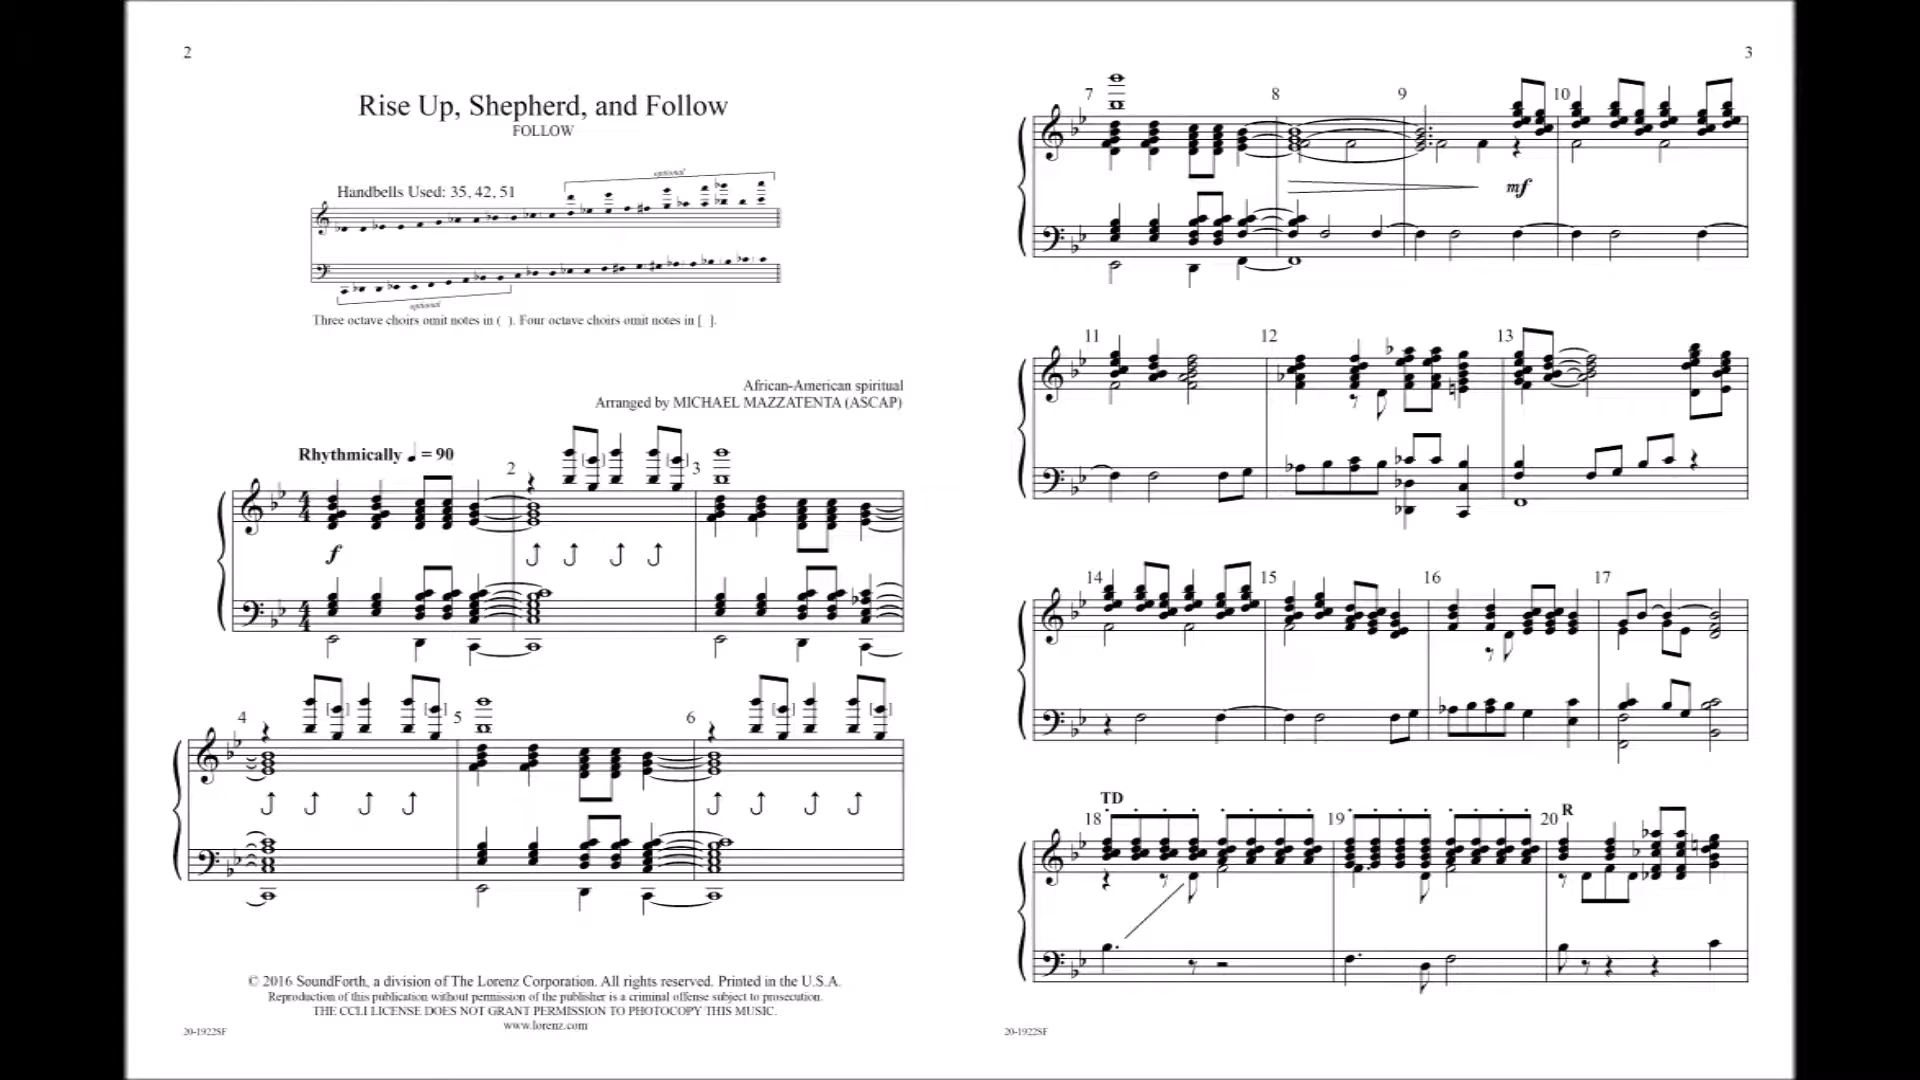 2
Rise Up, Shepherd, and Follow
FOLLOW
optional
Handbells Used: 35, 42, 51
optional
Three octave choirs omit notes in ( ). Four octave choirs omit notes in [ ].
African-American spiritual
Arranged by MICHAEL MAZZATENTA (ASCAP)
Rhythmically ♩ = 90
2
3
f
4
5
6
© 2016 SoundForth, a division of The Lorenz Corporation. All rights reserved. Printed in the U.S.A.
Reproduction of this publication without permission of the publisher is a criminal offense subject to prosecution.
THE CCLI LICENSE DOES NOT GRANT PERMISSION TO PHOTOCOPY THIS MUSIC.
www.lorenz.com
20-1922SF
3
7
8
9
10
mf
11
12
13
14
15
16
17
TD
18
19
20
R
20-1922SF